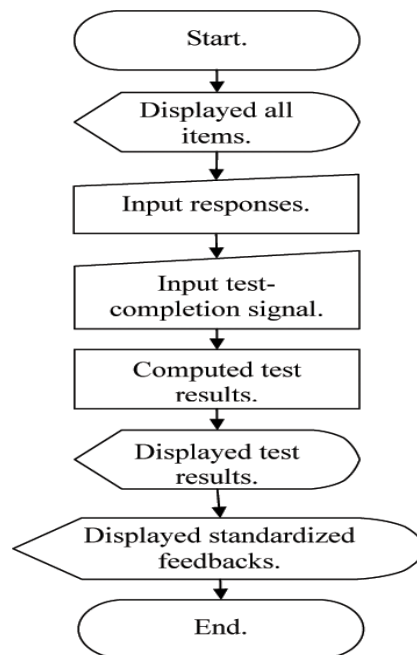 Start.
Displayed all
items.
Input responses.
Input test-
completion signal.
Computed test
results.
Displayed test
results.
Displayed standardized
feedbacks.
End.